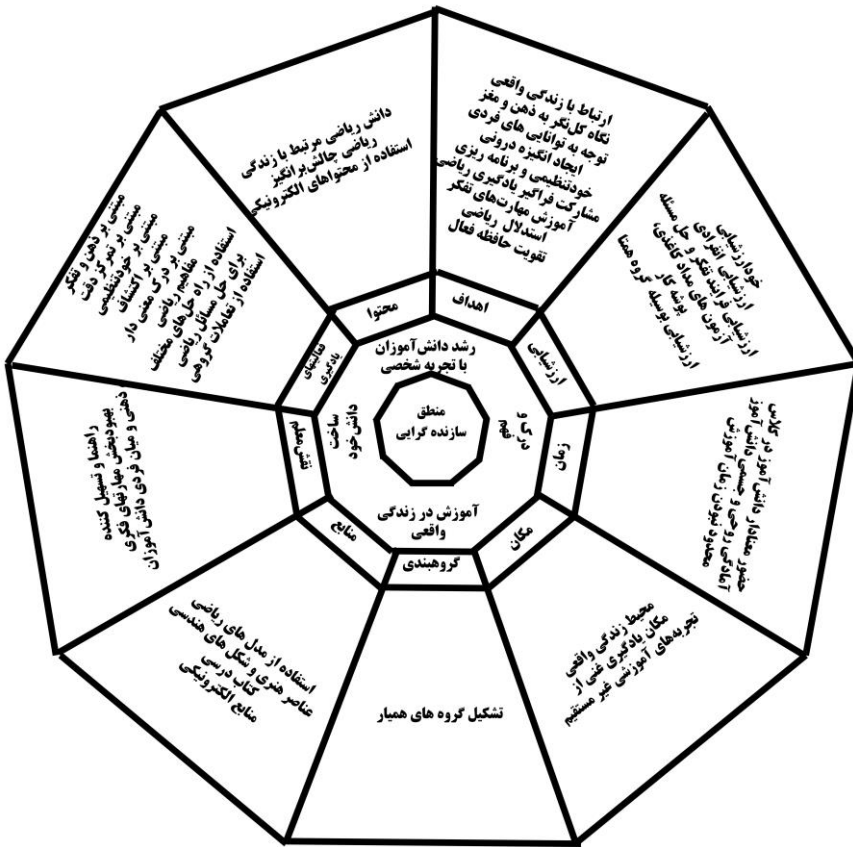 منطق
سازنده گرایی
رشد دانش‌آموزان
با تجربه شخصی
درک و
فهم
آموزش در زندگی
واقعی
ساخت
دانش خود
اهداف
ارتباط با زندگی واقعی
نگاه کل‌نگر به ذهن و مغز
توجه به توانایی های فردی
ایجاد انگیزه درونی
خودتنظیمی و برنامه ریزی
مشارکت فراگیر یادگیری ریاضی
آموزش مهارت‌های تفکر
استدلال ریاضی
تقویت حافظه فعال
ارزشیابی
خودارزشیابی
ارزشیابی انفرادی
ارزشیابی فرایند تفکر و حل مسئله
آزمون های مداد کاغذی،
پوشه کار
ارزشیابی بوسیله گروه همتا
زمان
حضور معنادار دانش‌آموز در کلاس
آمادگی روحی و جسمی دانش آموز
محدود نبودن زمان آموزش
مکان
محیط زندگی واقعی
مکان یادگیری غنی از
تجربه‌های آموزشی غیر مستقیم
گروهبندی
تشکیل گروه های همیار
منابع
استفاده از مدل های ریاضی
عناصر هنری و شکل های هندسی
کتاب درسی
منابع الکترونیکی
نقش معلم
راهنما و تسهیل کننده
بهبودبخش مهارتهای فکری
ذهنی و میان فردی دانش‌آموزان
فعالیتهای
یادگیری
مبتنی بر ذهن و تفکر
مبتنی بر تمرکز دقت
مبتنی بر خودتنظیمی
مبتنی بر اکتشاف
مبتنی بر درک معنی دار
مفاهیم ریاضی
استفاده از راه حل‌های مختلف
برای حل مسائل ریاضی
استفاده از تعاملات گروهی
محتوا
دانش ریاضی مرتبط با زندگی
ریاضی چالش‌برانگیز
استفاده از محتواهای الکترونیکی